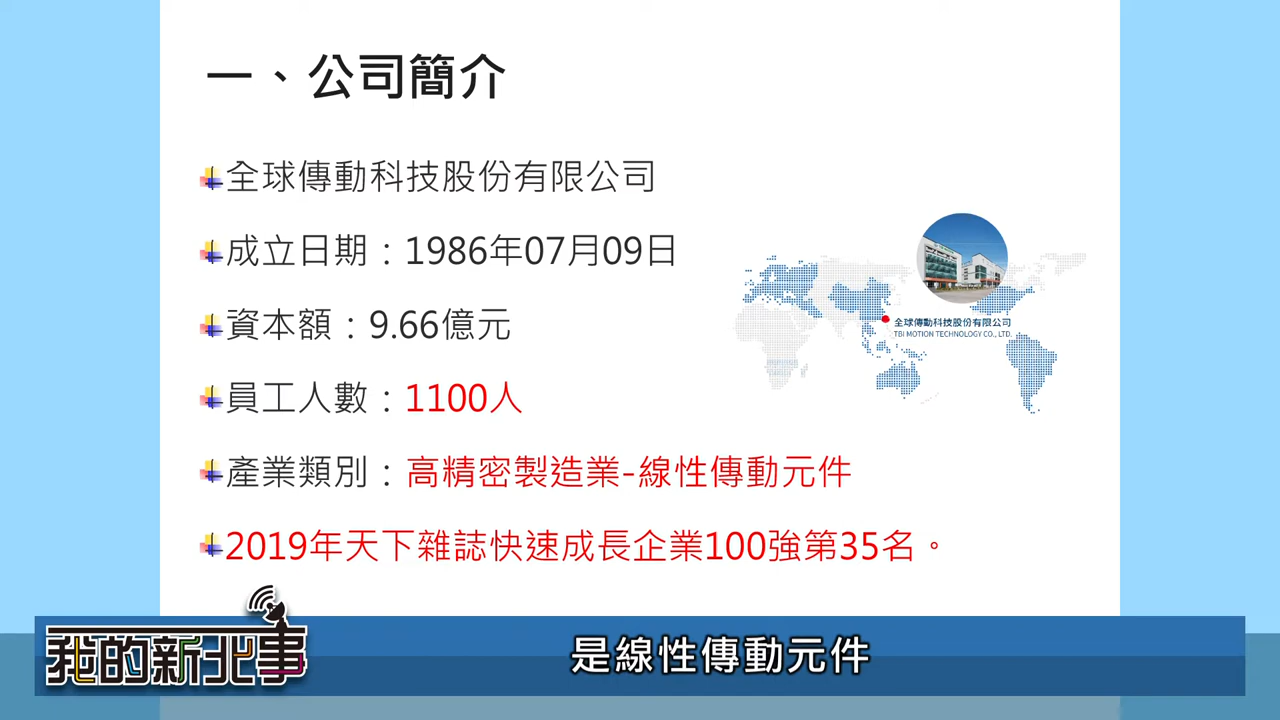 一、公司簡介
全球傳動科技股份有限公司
成立日期：1986年07月09日
資本額：9.66億元
員工人數：1100人
產業類別：高精密製造業-線性傳動元件
2019年天下雜誌快速成長企業100強第35名。
全球傳動科技股份有限公司
TBI MOTION TECHNOLOGY CO., LTD.
我的新北事
是線性傳動元件